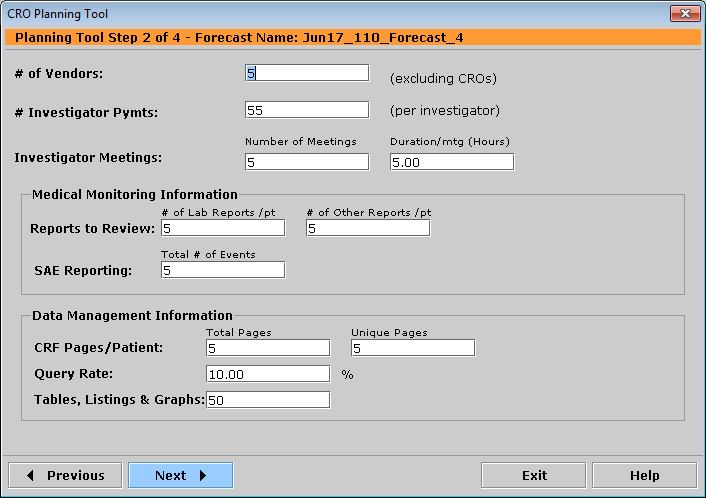 CRO Planning Tool
Planning Tool Step 2 of 4 - Forecast Name: Jun17_110_Forecast_4
# of Vendors: 5 (excluding CROs)
# Investigator Pymts: 55 (per investigator)
Number of Meetings Duration/mtg (Hours)
Investigator Meetings: 5 5.00
Medical Monitoring Information
# of Lab Reports /pt # of Other Reports /pt
Reports to Review: 5 5
Total # of Events
SAE Reporting: 5
Data Management Information
Total Pages Unique Pages
CRF Pages/Patient: 5 5
Query Rate: 10.00 %
Tables, Listings & Graphs: 50
Previous Next Exit Help